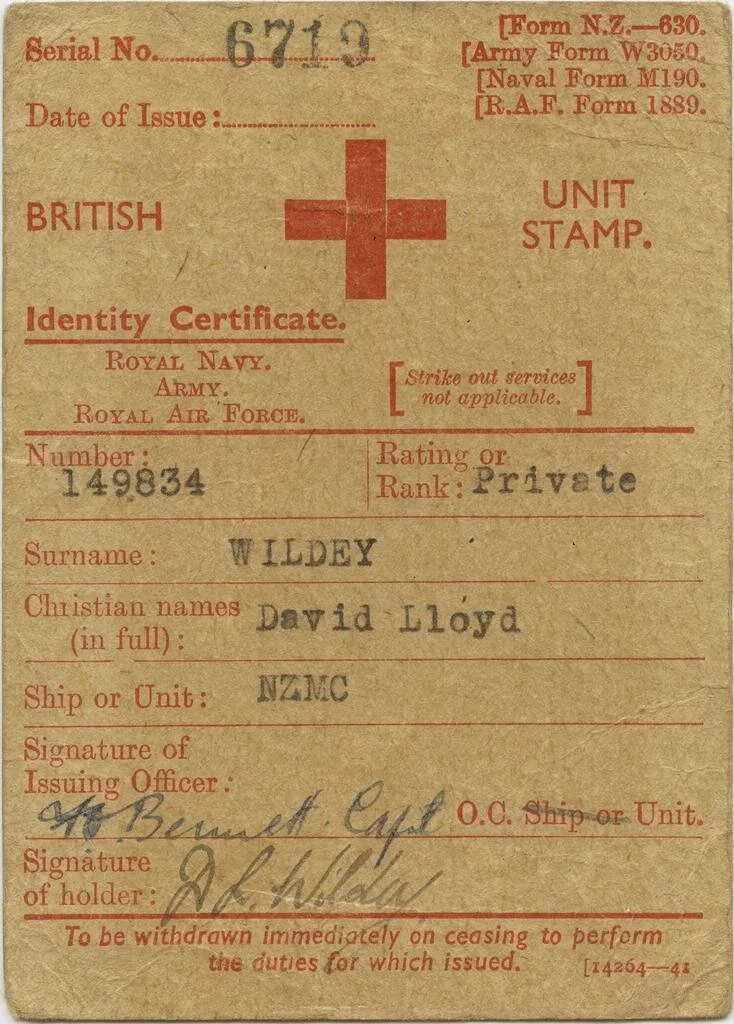 Serial No. 6719
[Form N.Z.—630.
[Army Form W3050.
[Naval Form M190.
[R.A.F. Form 1889.
Date of Issue:
BRITISH
UNIT
STAMP.
Identity Certificate.
ROYAL NAVY.
ARMY.
ROYAL AIR FORCE.
[Strike out services
not applicable.]
Number:
149834
Rating or
Rank: Private
Surname: WILDEY
Christian names
(in full): David Lloyd
Ship or Unit: NZMC
Signature of
Issuing Officer:
Bennett. Capt O.C. Ship or Unit.
Signature
of holder: D L Wildey
To be withdrawn immediately on ceasing to perform
the duties for which issued. [14264—41